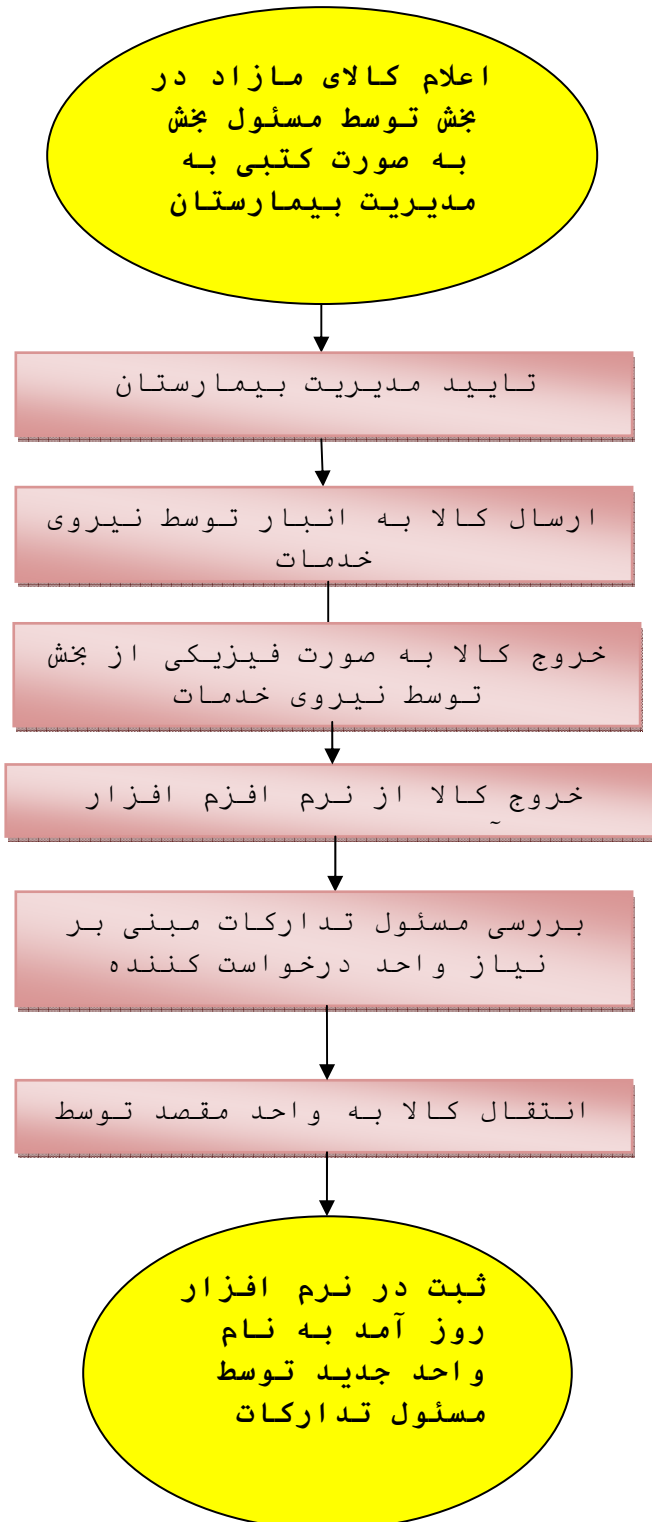 اعلام کالای مازاد در
بخش توسط مسئول بخش
به صورت کتبی به
مدیریت بیمارستان
تایید مدیریت بیمارستان
ارسال کالا به انبار توسط نیروی
خدمات
خروج کالا به صورت فیزیکی از بخش
توسط نیروی خدمات
خروج کالا از نرم افزم افزار
بررسی مسئول تدارکات مبنی بر
نیاز واحد درخواست کننده
انتقال کالا به واحد مقصد توسط
ثبت در نرم افزار
روز آمد به نام
واحد جدید توسط
مسئول تدارکات